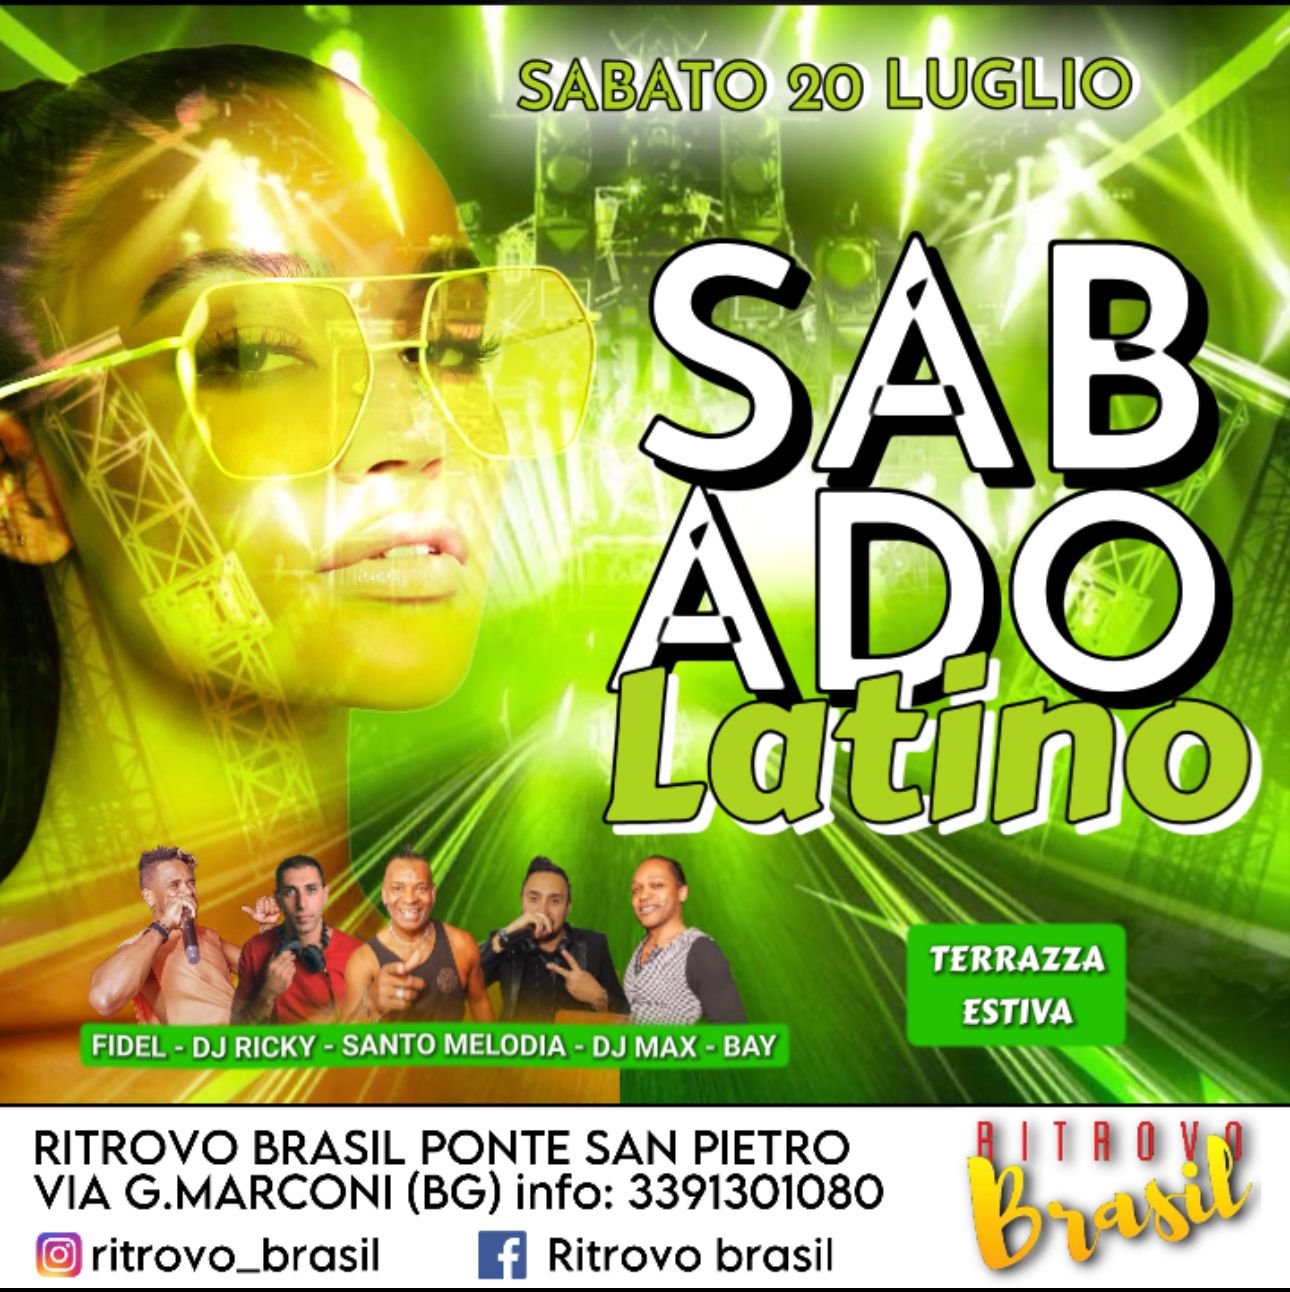 SABATO 20 LUGLIO
SAB
ADO
Latino
TERRAZZA
ESTIVA
FIDEL - DJ RICKY - SANTO MELODIA - DJ MAX - BAY
RITROVO BRASIL PONTE SAN PIETRO
VIA G.MARCONI (BG) info: 3391301080
ritrovo_brasil
Ritrovo brasil
RITROVO
Brasil